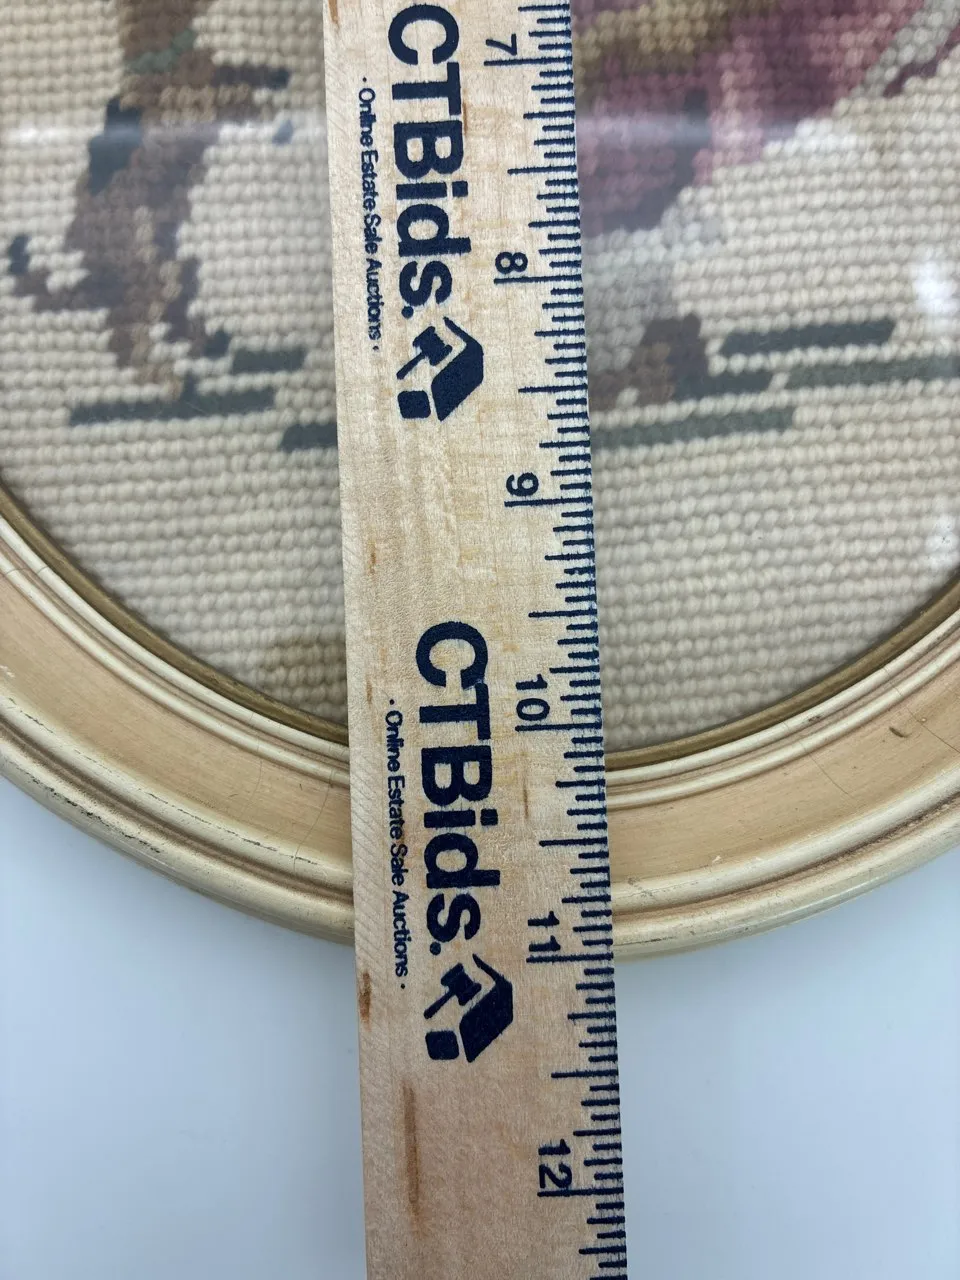 7
CTBids.
· Online Estate Sale Auctions ·
8
9
10
CTBids.
· Online Estate Sale Auctions ·
11
12